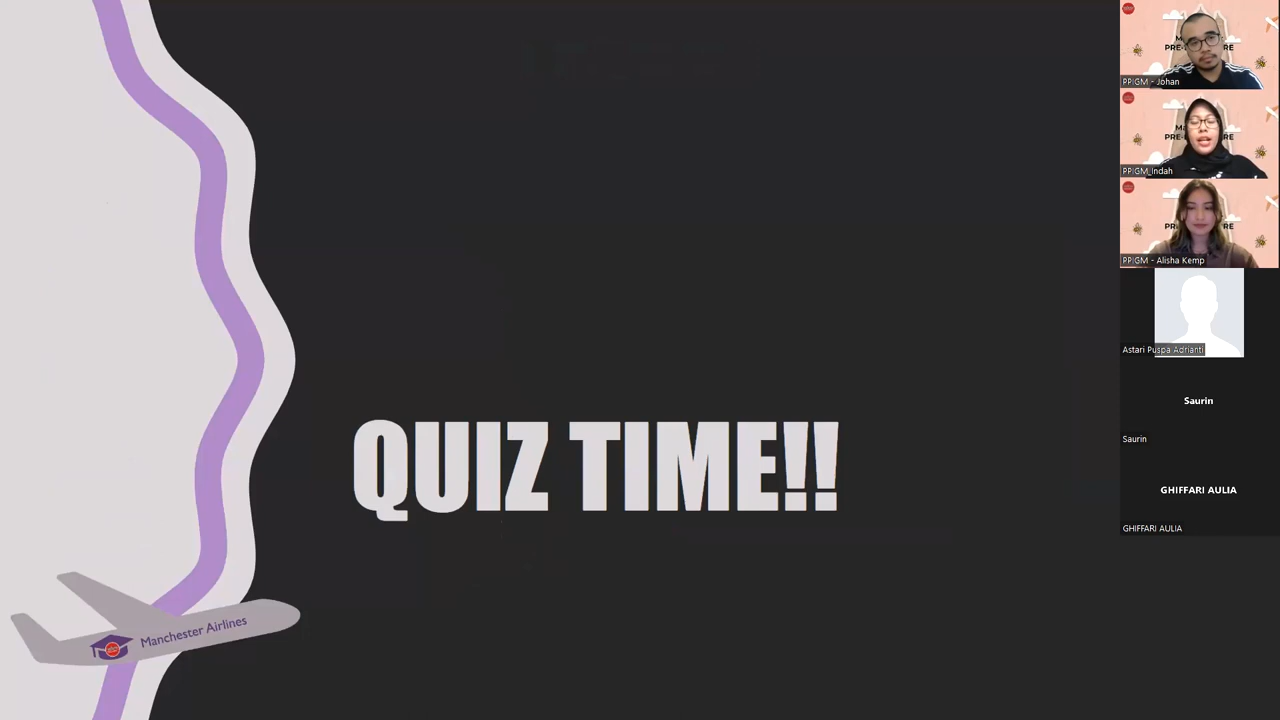 QUIZ TIME!!
Manchester Airlines
PPIGM - Johan
PPIGM_Indah
PPIGM - Alisha Kemp
Astari Puspa Adrianti
Saurin
Saurin
GHIFFARI AULIA
GHIFFARI AULIA